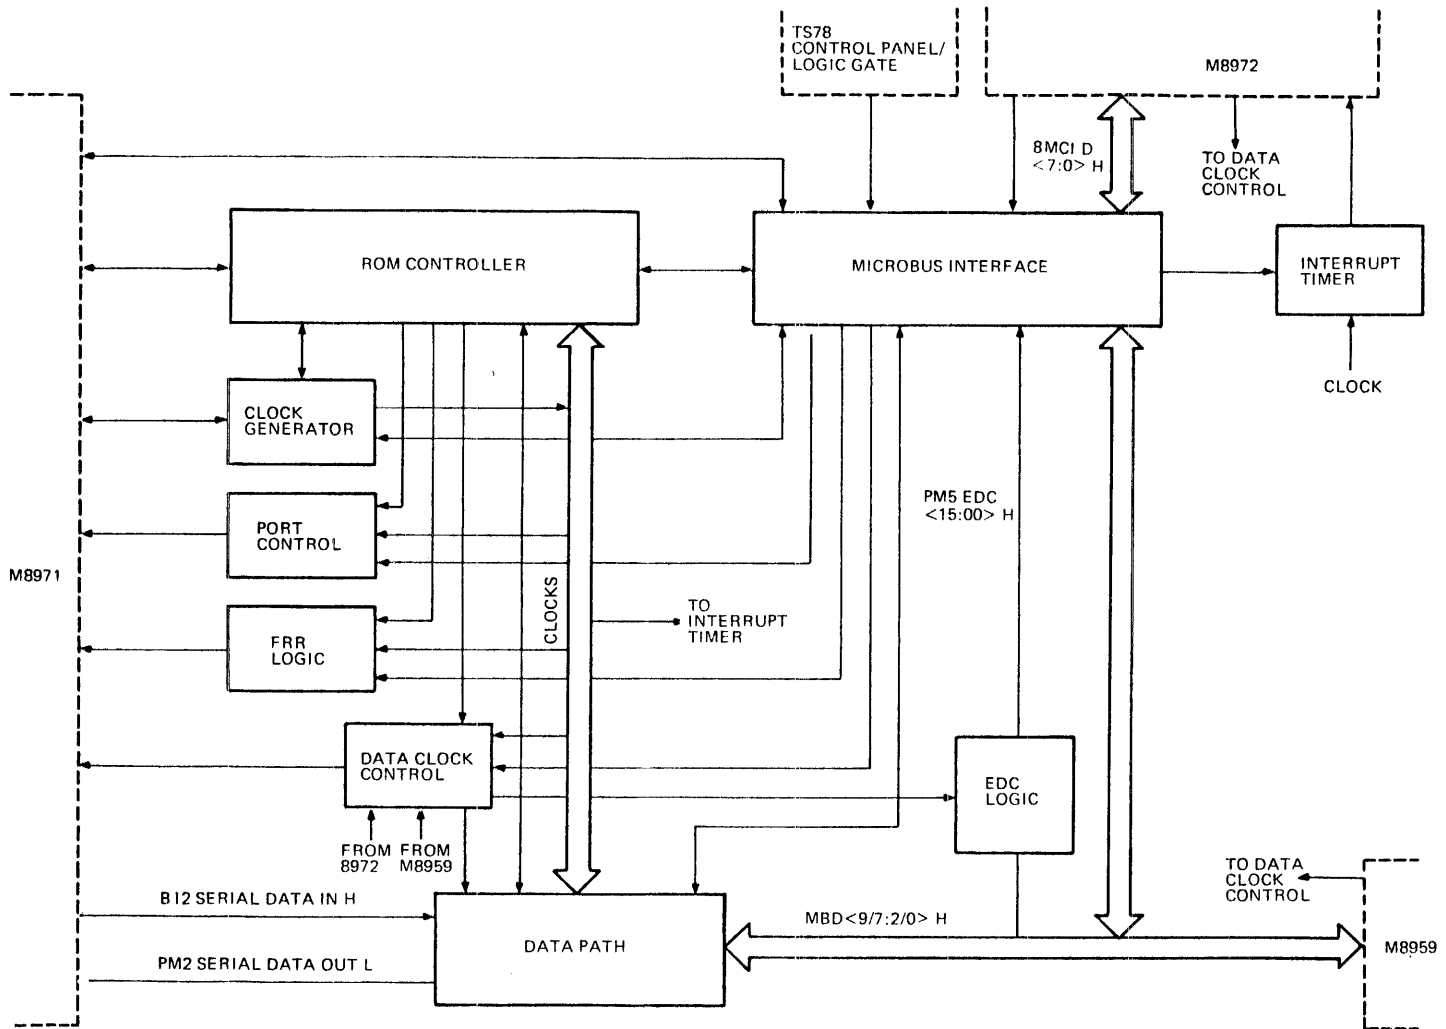 TS78
CONTROL PANEL/
LOGIC GATE
M8972
8MCI D
<7:0> H
TO DATA
CLOCK
CONTROL
ROM CONTROLLER
MICROBUS INTERFACE
INTERRUPT
TIMER
CLOCK
CLOCK
GENERATOR
PM5 EDC
<15:00> H
PORT
CONTROL
M8971
CLOCKS
TO
INTERRUPT
TIMER
FRR
LOGIC
DATA CLOCK
CONTROL
EDC
LOGIC
FROM
8972
FROM
M8959
TO DATA
CLOCK
CONTROL
BI2 SERIAL DATA IN H
MBD<9/7:2/0> H
DATA PATH
M8959
PM2 SERIAL DATA OUT L